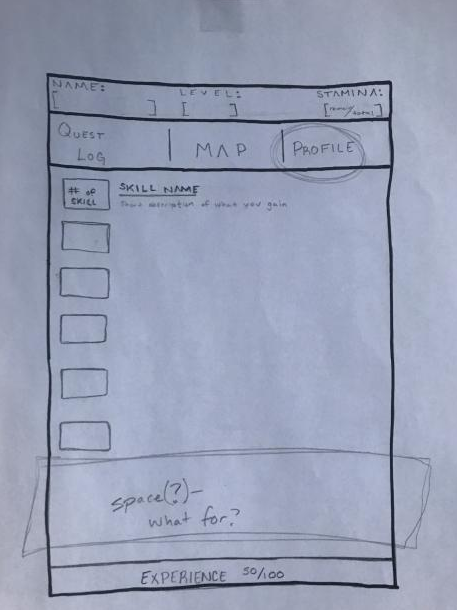 NAME: LEVEL: STAMINA:
[ ] [ ] [ /total]
QUEST LOG | MAP | PROFILE
# OF SKILL
SKILL NAME
Short description of what you gain
space(?)-
what for?
EXPERIENCE 50/100